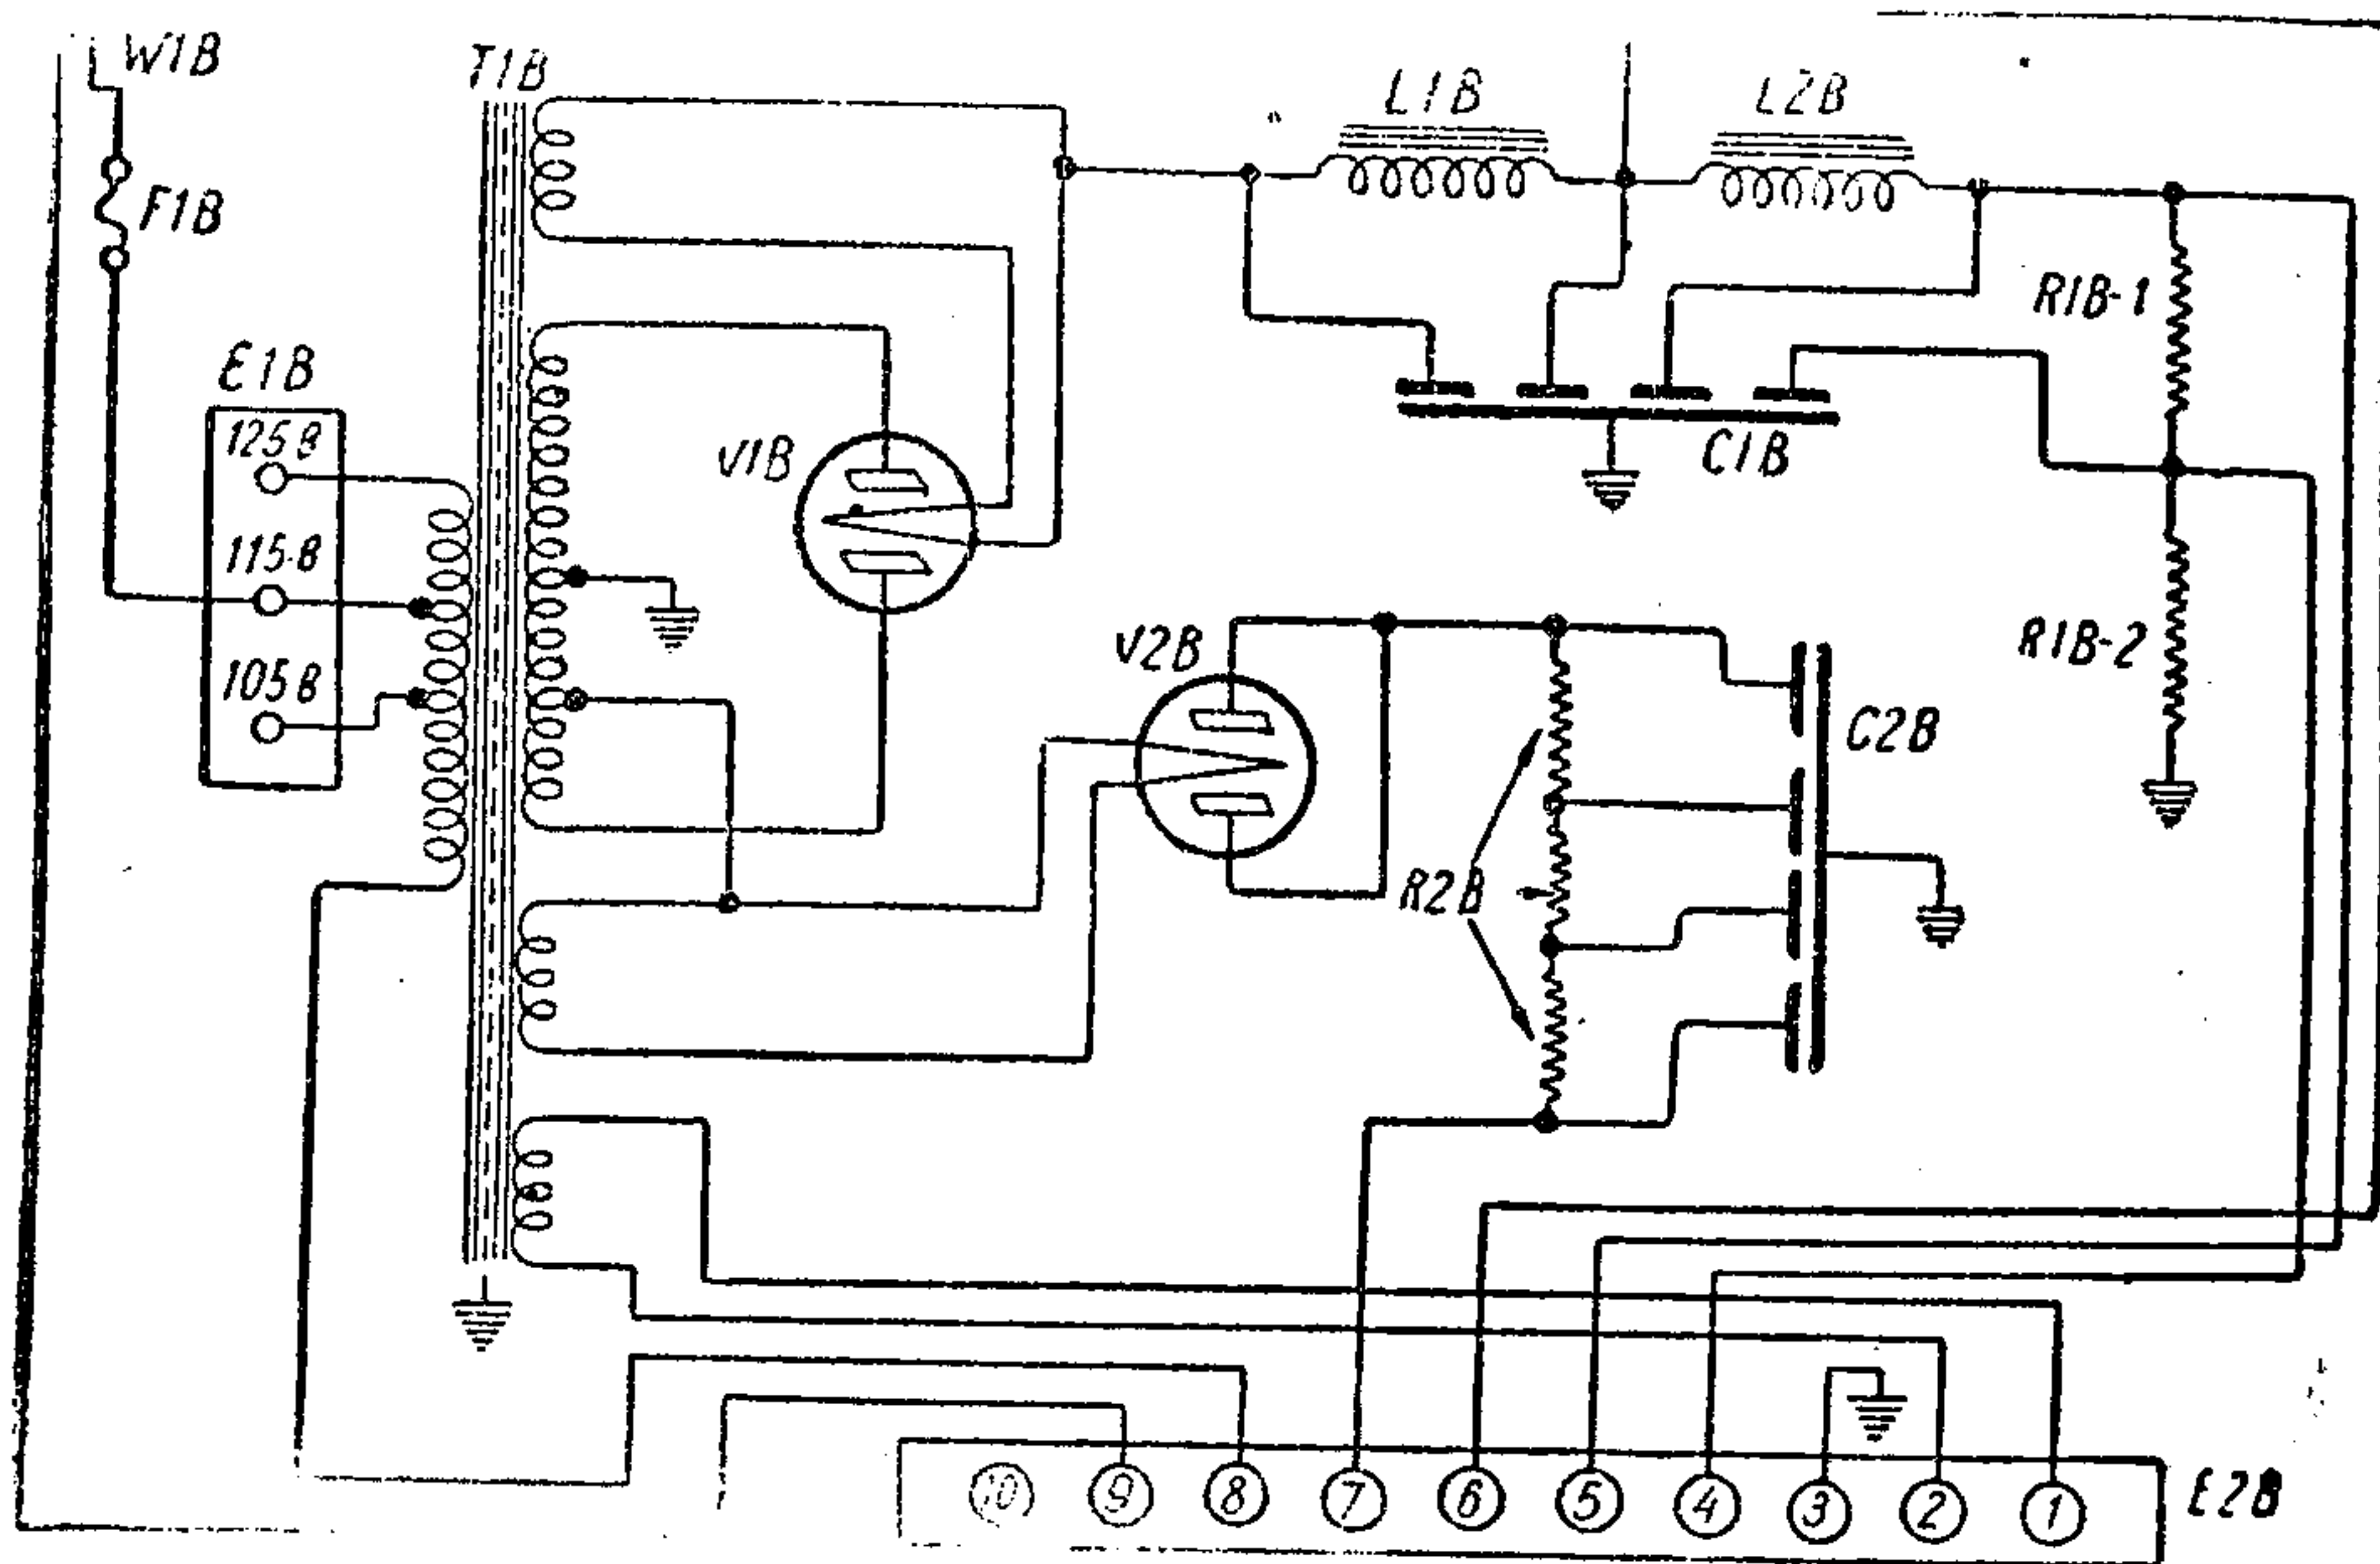 W1B
T1B
L1B
L2B
F1B
R1B-1
E1B
125 В
V1B
C1B
115 В
V2B
R1B-2
105 В
C2B
R2B
10
9
8
7
6
5
4
3
2
1
E2B